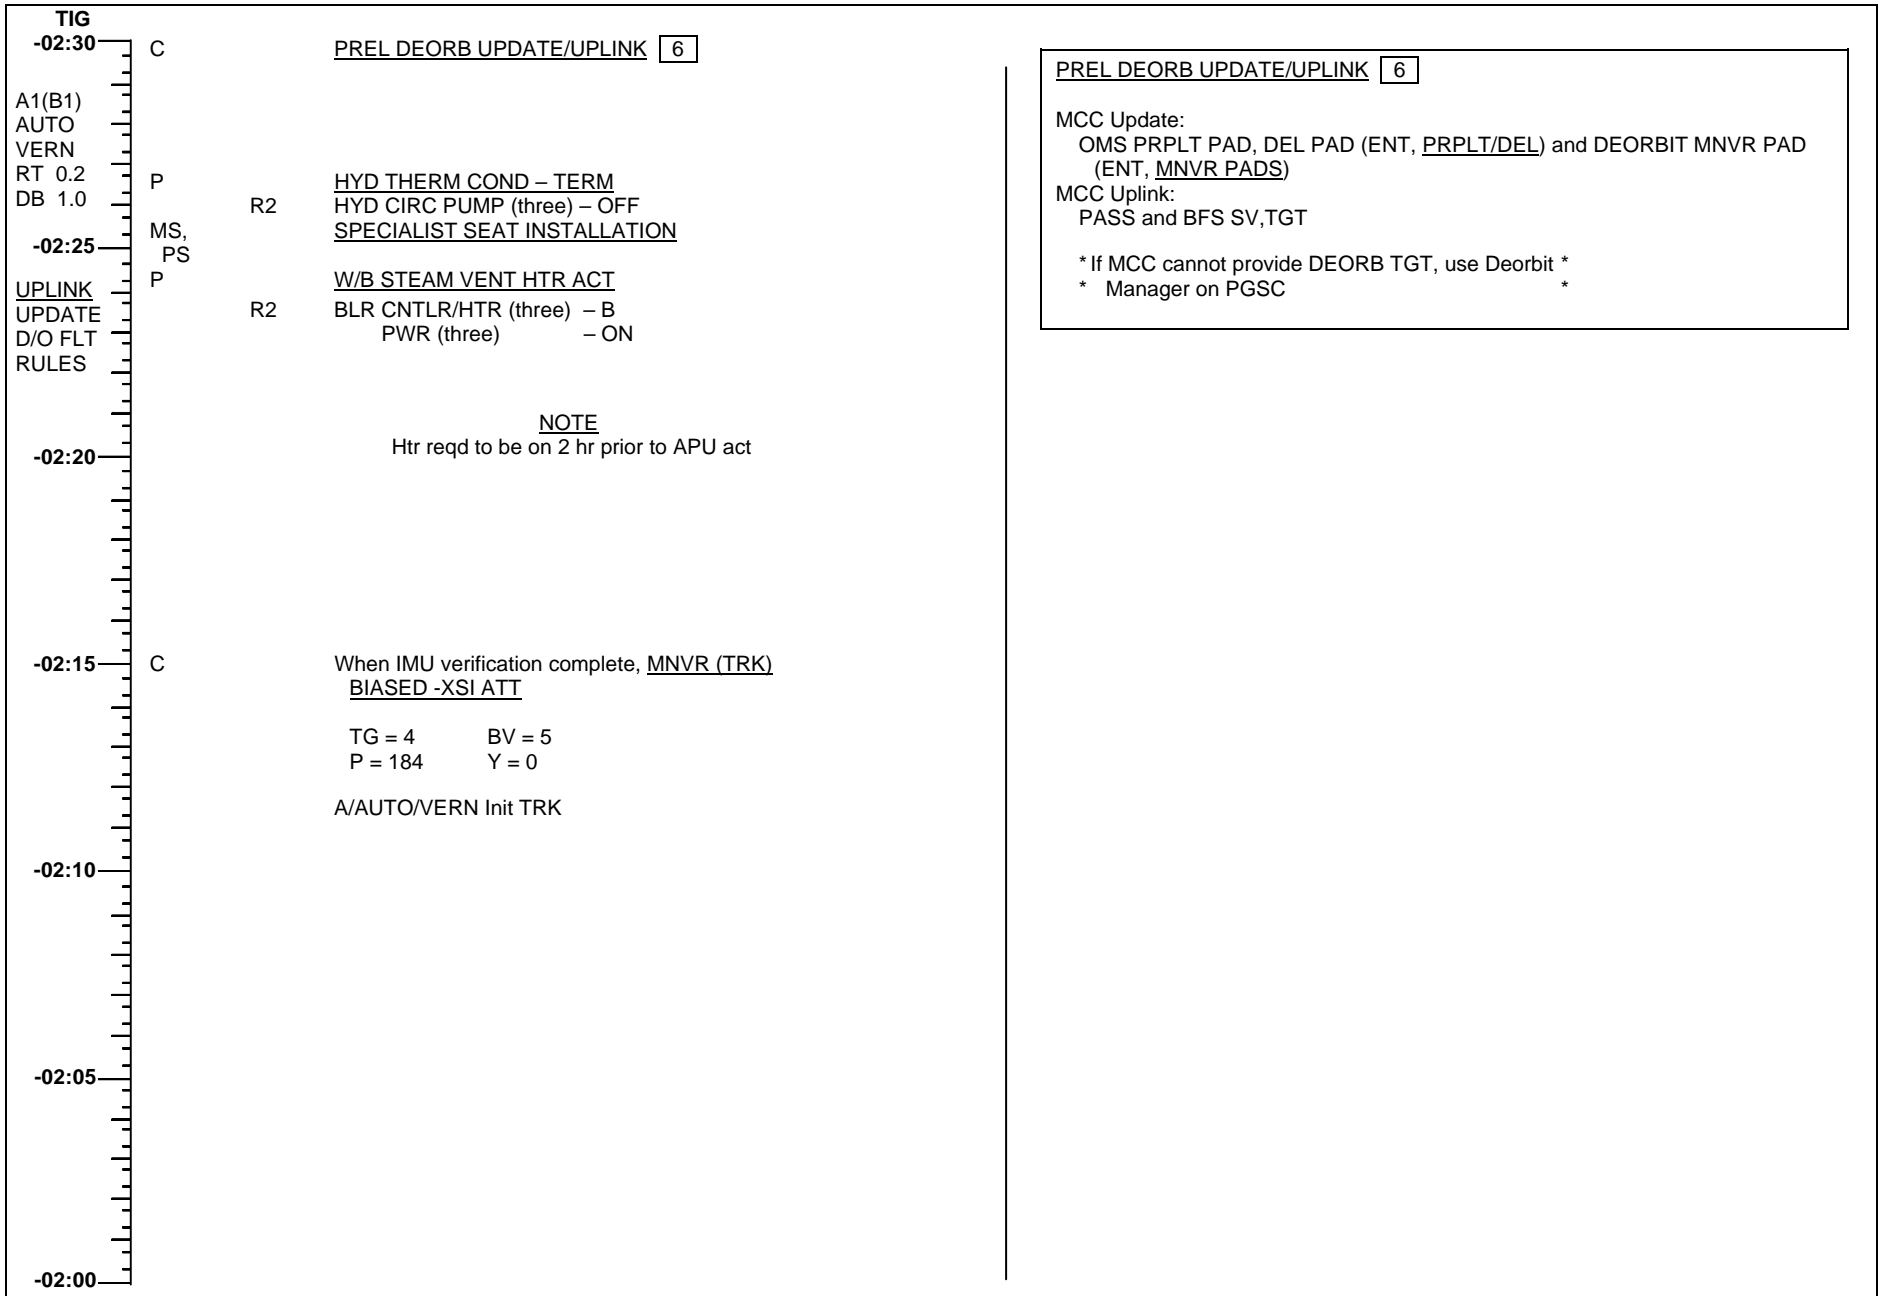 TIG
-02:30
C PREL DEORB UPDATE/UPLINK 6
A1(B1)
AUTO
VERN
RT 0.2
DB 1.0
P HYD THERM COND – TERM
R2 HYD CIRC PUMP (three) – OFF
MS, SPECIALIST SEAT INSTALLATION
-02:25
PS
P W/B STEAM VENT HTR ACT
UPLINK
UPDATE
D/O FLT
RULES
R2 BLR CNTLR/HTR (three) – B
PWR (three) – ON
NOTE
Htr reqd to be on 2 hr prior to APU act
-02:20
-02:15 C When IMU verification complete, MNVR (TRK)
BIASED -XSI ATT
TG = 4 BV = 5
P = 184 Y = 0
A/AUTO/VERN Init TRK
-02:10
-02:05
-02:00
PREL DEORB UPDATE/UPLINK 6
MCC Update:
OMS PRPLT PAD, DEL PAD (ENT, PRPLT/DEL) and DEORBIT MNVR PAD
(ENT, MNVR PADS)
MCC Uplink:
PASS and BFS SV,TGT
* If MCC cannot provide DEORB TGT, use Deorbit *
* Manager on PGSC *